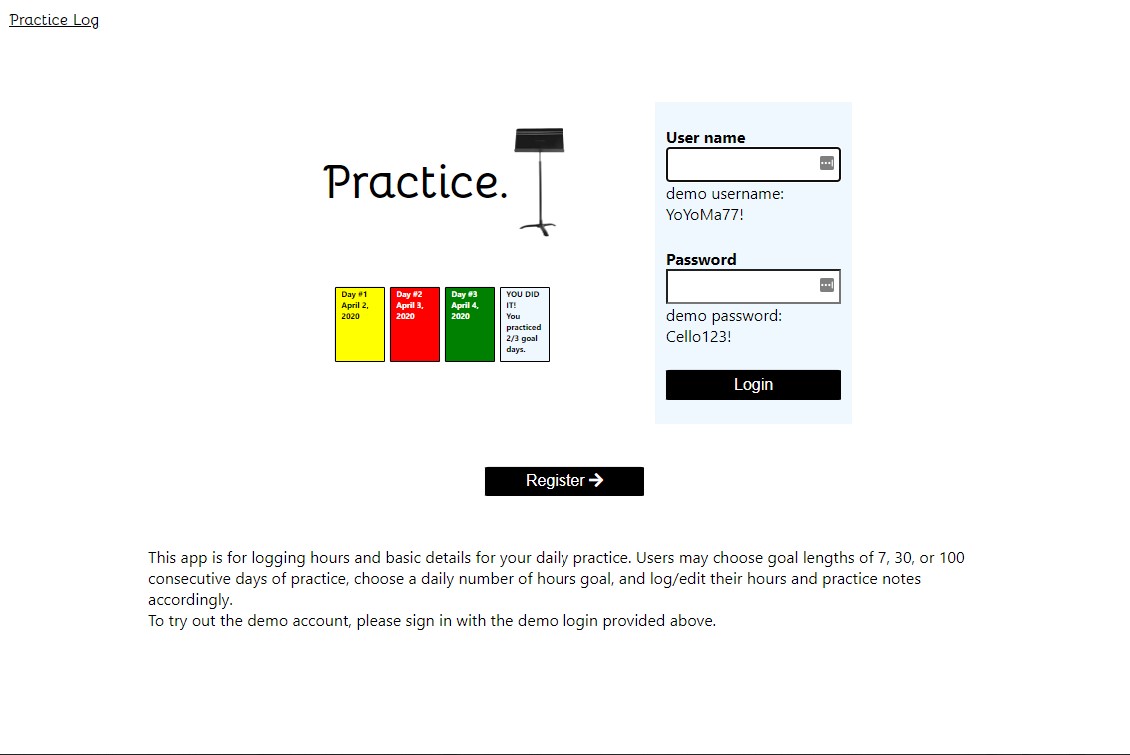 Practice Log
Practice.
Day #1
April 2,
2020
Day #2
April 3,
2020
Day #3
April 4,
2020
YOU DID
IT!
You
practiced
2/3 goal
days.
User name
demo username:
YoYoMa77!
Password
demo password:
Cello123!
Login
Register
This app is for logging hours and basic details for your daily practice. Users may choose goal lengths of 7, 30, or 100
consecutive days of practice, choose a daily number of hours goal, and log/edit their hours and practice notes
accordingly.
To try out the demo account, please sign in with the demo login provided above.